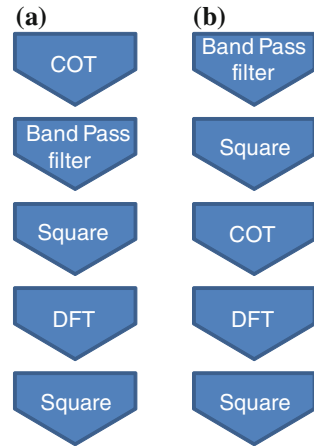 (a)
COT
Band Pass
filter
Square
DFT
Square
(b)
Band Pass
filter
Square
COT
DFT
Square